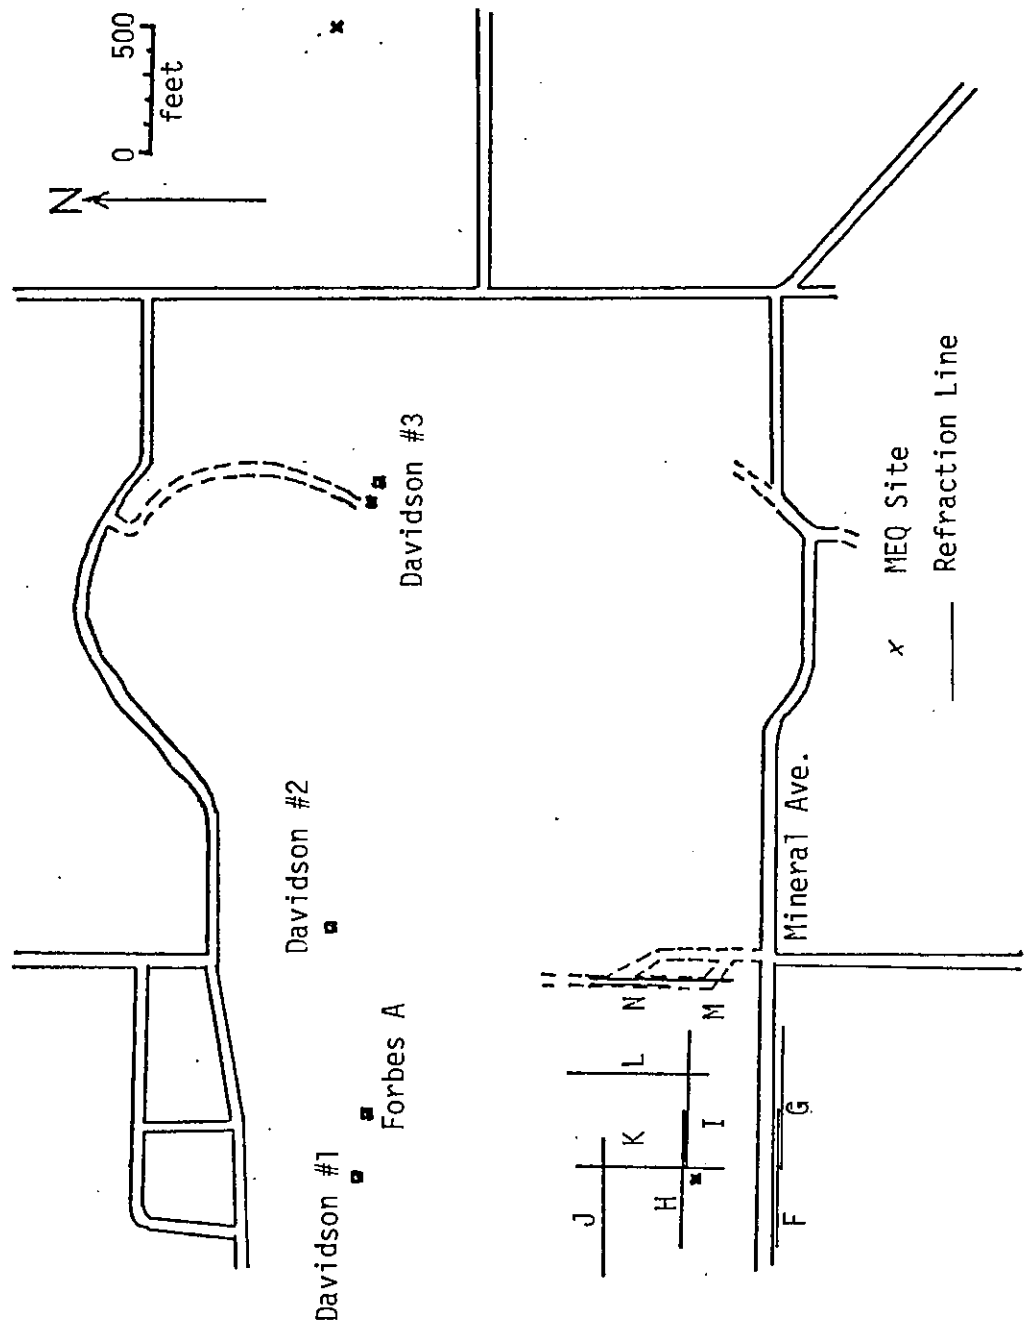 N
0 500
feet
Davidson #3
Davidson #2
Davidson #1
Forbes A
Mineral Ave.
J
K
L
N
H
I
M
F
G
x MEQ Site
Refraction Line